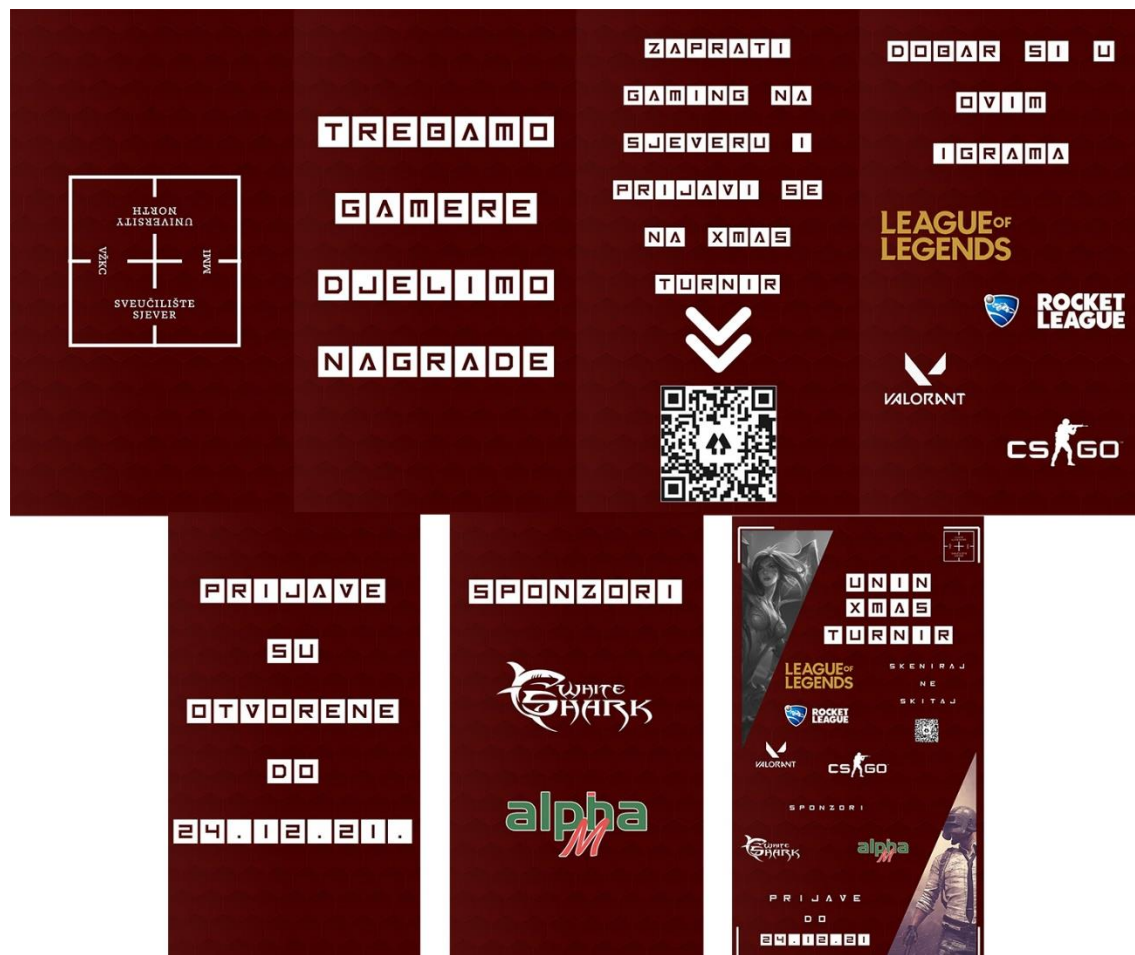 UNIVERSITY
NORTH
VŽKC
MMI
SVEUČILIŠTE
SJEVER
TREBAMO
GAMERE
DJELIMO
NAGRADE
ZAPRATI
GAMING NA
SJEVERU I
PRIJAVI SE
NA XMAS
TURNIR
DOBAR SI U
OVIM
IGRAMA
LEAGUE OF
LEGENDS
ROCKET
LEAGUE
VALORANT
CS GO
PRIJAVE
SU
OTVORENE
DO
24.12.21.
SPONZORI
WHITE
SHARK
alpha
M
UNIN
XMAS
TURNIR
LEAGUE OF
LEGENDS
ROCKET
LEAGUE
SKENIRAJ
NE
SKITAJ
VALORANT
CS GO
SPONZORI
WHITE
SHARK
alpha
M
PRIJAVE
DO
24.12.21